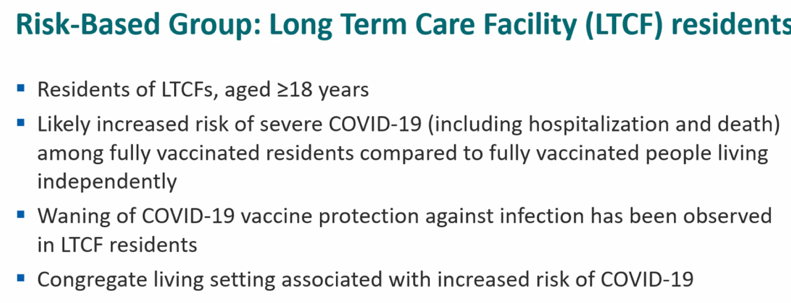 Risk-Based Group: Long Term Care Facility (LTCF) residents
▪ Residents of LTCFs, aged ≥18 years
▪ Likely increased risk of severe COVID-19 (including hospitalization and death)
among fully vaccinated residents compared to fully vaccinated people living
independently
▪ Waning of COVID-19 vaccine protection against infection has been observed
in LTCF residents
▪ Congregate living setting associated with increased risk of COVID-19